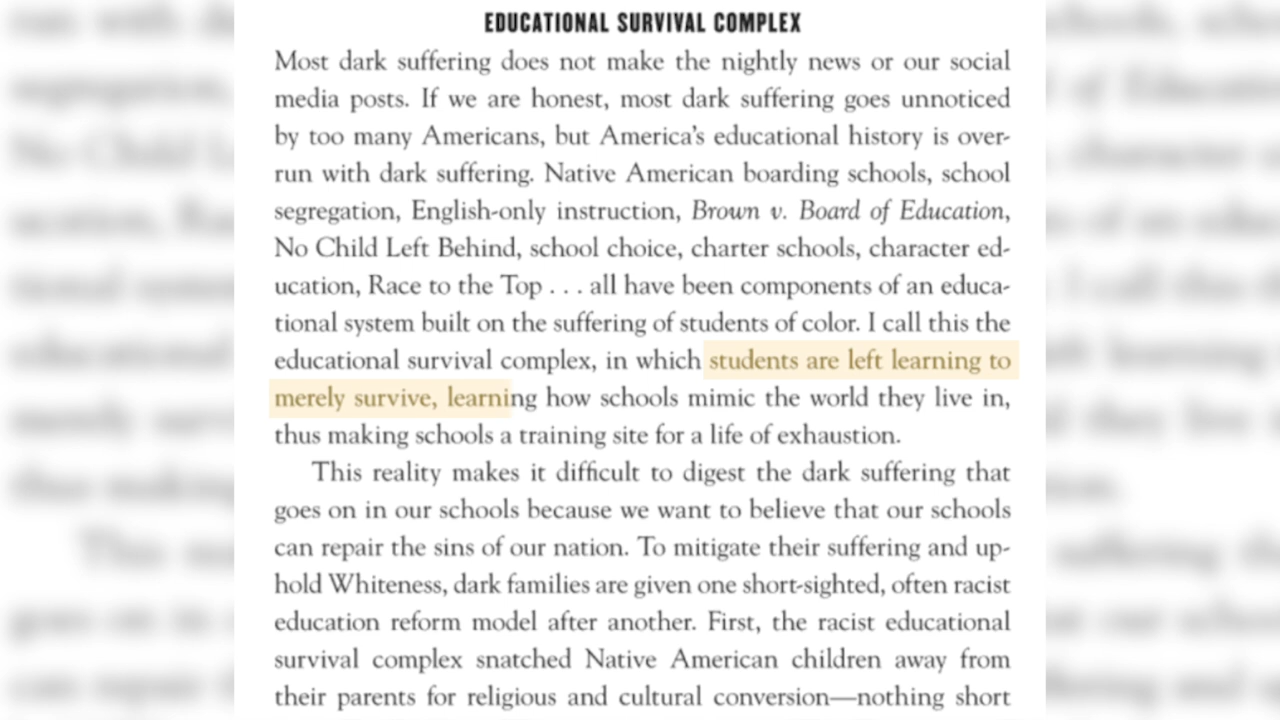 EDUCATIONAL SURVIVAL COMPLEX
Most dark suffering does not make the nightly news or our social
media posts. If we are honest, most dark suffering goes unnoticed
by too many Americans, but America's educational history is over-
run with dark suffering. Native American boarding schools, school
segregation, English-only instruction, Brown v. Board of Education,
No Child Left Behind, school choice, charter schools, character ed-
ucation, Race to the Top . . . all have been components of an educa-
tional system built on the suffering of students of color. I call this the
educational survival complex, in which students are left learning to
merely survive, learning how schools mimic the world they live in,
thus making schools a training site for a life of exhaustion.
This reality makes it difficult to digest the dark suffering that
goes on in our schools because we want to believe that our schools
can repair the sins of our nation. To mitigate their suffering and up-
hold Whiteness, dark families are given one short-sighted, often racist
education reform model after another. First, the racist educational
survival complex snatched Native American children away from
their parents for religious and cultural conversion—nothing short